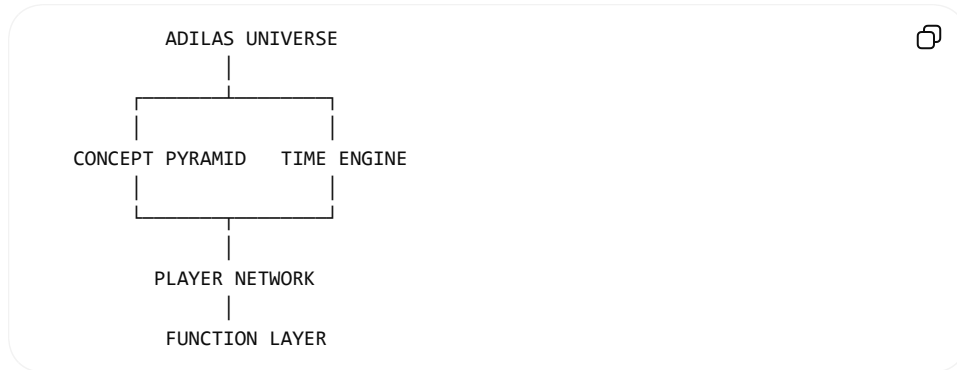 ADILAS UNIVERSE
CONCEPT PYRAMID TIME ENGINE
PLAYER NETWORK
FUNCTION LAYER